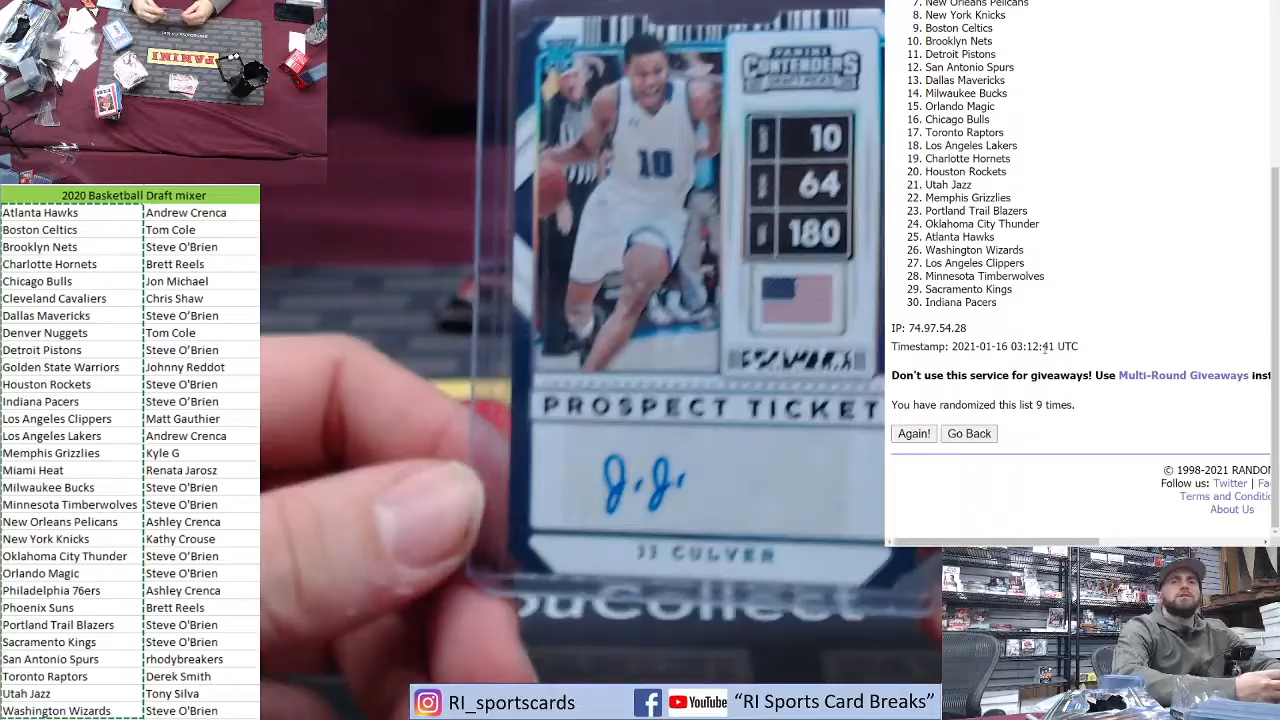 PANINI
2020 Basketball Draft mixer
Atlanta Hawks Andrew Crenca
Boston Celtics Tom Cole
Brooklyn Nets Steve O'Brien
Charlotte Hornets Brett Reels
Chicago Bulls Jon Michael
Cleveland Cavaliers Chris Shaw
Dallas Mavericks Steve O'Brien
Denver Nuggets Tom Cole
Detroit Pistons Steve O'Brien
Golden State Warriors Johnny Reddot
Houston Rockets Steve O'Brien
Indiana Pacers Steve O'Brien
Los Angeles Clippers Matt Gauthier
Los Angeles Lakers Andrew Crenca
Memphis Grizzlies Kyle G
Miami Heat Renata Jarosz
Milwaukee Bucks Steve O'Brien
Minnesota Timberwolves Steve O'Brien
New Orleans Pelicans Ashley Crenca
New York Knicks Kathy Crouse
Oklahoma City Thunder Steve O'Brien
Orlando Magic Steve O'Brien
Philadelphia 76ers Ashley Crenca
Phoenix Suns Brett Reels
Portland Trail Blazers Steve O'Brien
Sacramento Kings Steve O'Brien
San Antonio Spurs rhodybreakers
Toronto Raptors Derek Smith
Utah Jazz Tony Silva
Washington Wizards Steve O'Brien
PANINI
CONTENDERS
10
10
64
180
PROSPECT TICKET
J.J.
JJ CULVER
ouCollect
7. New Orleans Pelicans
8. New York Knicks
9. Boston Celtics
10. Brooklyn Nets
11. Detroit Pistons
12. San Antonio Spurs
13. Dallas Mavericks
14. Milwaukee Bucks
15. Orlando Magic
16. Chicago Bulls
17. Toronto Raptors
18. Los Angeles Lakers
19. Charlotte Hornets
20. Houston Rockets
21. Utah Jazz
22. Memphis Grizzlies
23. Portland Trail Blazers
24. Oklahoma City Thunder
25. Atlanta Hawks
26. Washington Wizards
27. Los Angeles Clippers
28. Minnesota Timberwolves
29. Sacramento Kings
30. Indiana Pacers
IP: 74.97.54.28
Timestamp: 2021-01-16 03:12:41 UTC
Don't use this service for giveaways! Use Multi-Round Giveaways inst
You have randomized this list 9 times.
Again! Go Back
© 1998-2021 RANDO
Follow us: Twitter | Fa
Terms and Conditio
About Us
RI_sportscards
YouTube "RI Sports Card Breaks"